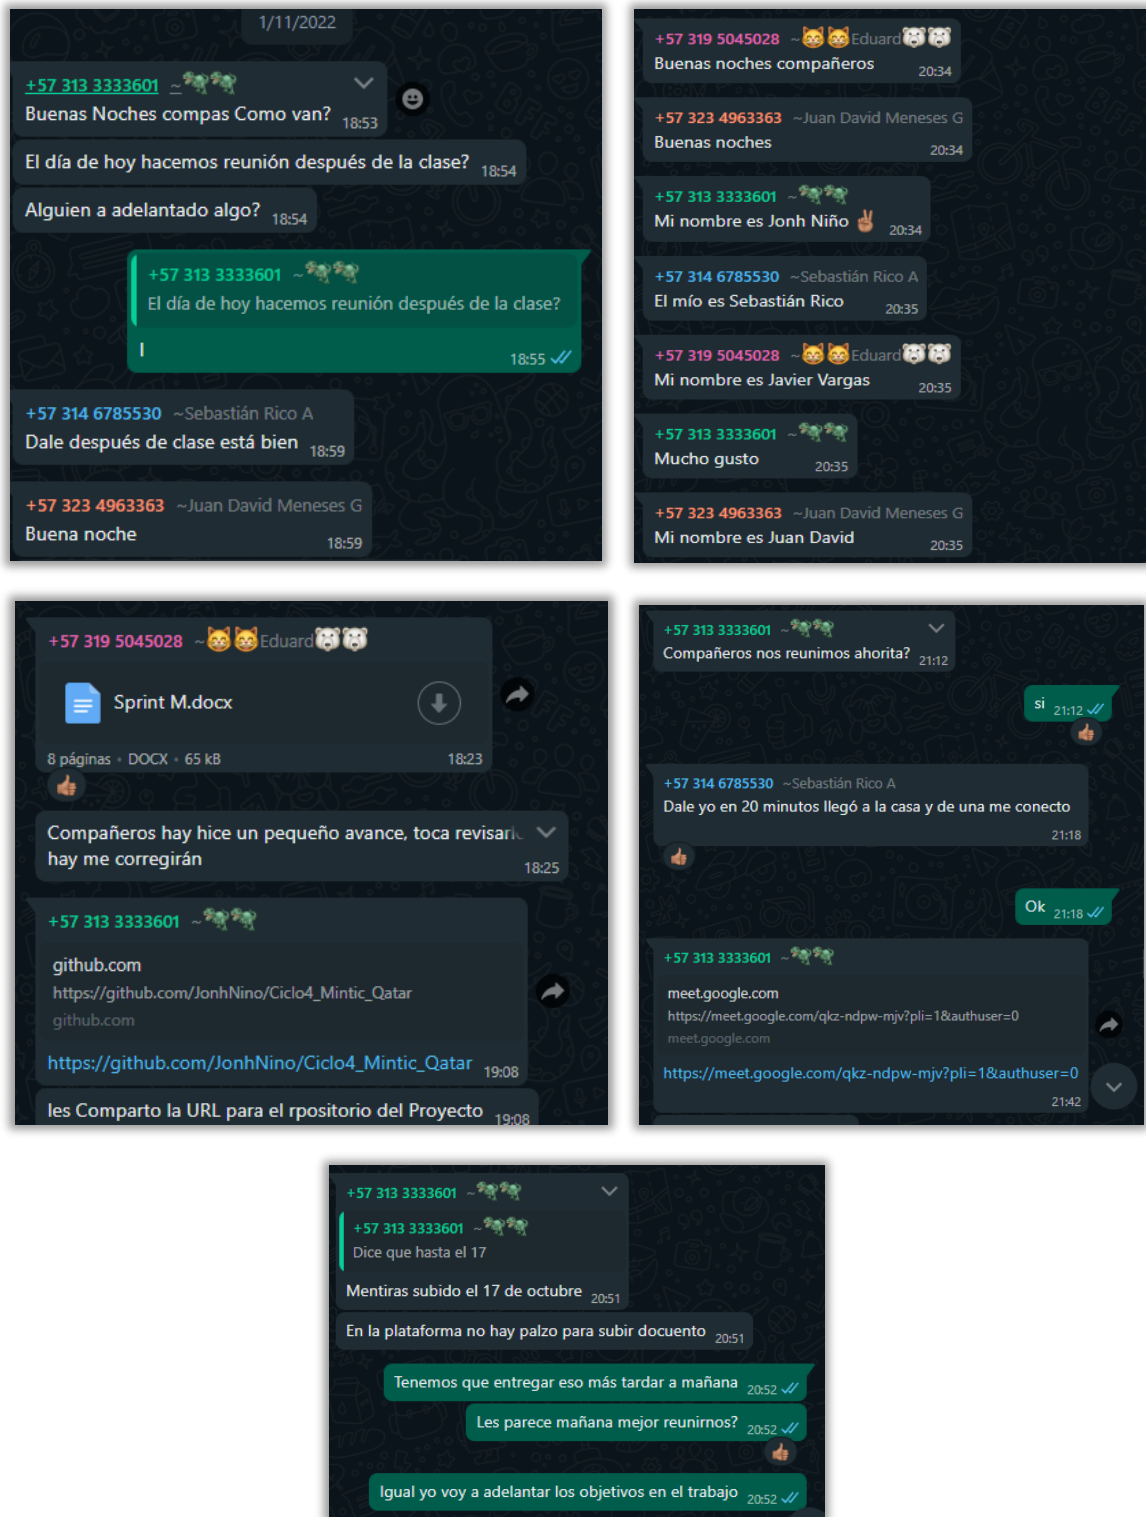 1/11/2022
+57 313 3333601 ~
Buenas Noches compas Como van? 18:53
El día de hoy hacemos reunión después de la clase? 18:54
Alguien a adelantado algo? 18:54
+57 313 3333601 ~
El día de hoy hacemos reunión después de la clase?
I
18:55
+57 314 6785530 ~Sebastián Rico A
Dale después de clase está bien 18:59
+57 323 4963363 ~Juan David Meneses G
Buena noche 18:59
+57 319 5045028 ~😸😸Eduard🐻‍❄️🐻‍❄️
Buenas noches compañeros 20:34
+57 323 4963363 ~Juan David Meneses G
Buenas noches 20:34
+57 313 3333601 ~
Mi nombre es Jonh Niño ✌🏽 20:34
+57 314 6785530 ~Sebastián Rico A
El mío es Sebastián Rico 20:35
+57 319 5045028 ~😸😸Eduard🐻‍❄️🐻‍❄️
Mi nombre es Javier Vargas 20:35
+57 313 3333601 ~
Mucho gusto 20:35
+57 323 4963363 ~Juan David Meneses G
Mi nombre es Juan David 20:35
+57 319 5045028 ~😸😸Eduard🐻‍❄️🐻‍❄️
Sprint M.docx
8 páginas • DOCX • 65 kB 18:23
Compañeros hay hice un pequeño avance, toca
hay me corregirán 18:25
+57 313 3333601 ~
github.com
https://github.com/JonhNino/Ciclo4_Mintic_Qatar
github.com
https://github.com/JonhNino/Ciclo4_Mintic_Qatar 19:08
les Comparto la URL para el rpositorio del Proyecto 19:08
+57 313 3333601 ~
Compañeros nos reunimos ahorita? 21:12
si 21:12
+57 314 6785530 ~Sebastián Rico A
Dale yo en 20 minutos llegó a la casa y de una me conecto
21:18
Ok 21:18
+57 313 3333601 ~
meet.google.com
https://meet.google.com/qkz-ndpw-mjv?pli=1&authuser=0
meet.google.com
https://meet.google.com/qkz-ndpw-mjv?pli=1&authuser=0
21:42
+57 313 3333601 ~
+57 313 3333601 ~
Dice que hasta el 17
Mentiras subido el 17 de octubre 20:51
En la plataforma no hay palzo para subir docuento 20:51
Tenemos que entregar eso más tardar a mañana 20:52
Les parece mañana mejor reunirnos? 20:52
Igual yo voy a adelantar los objetivos en el trabajo 20:52